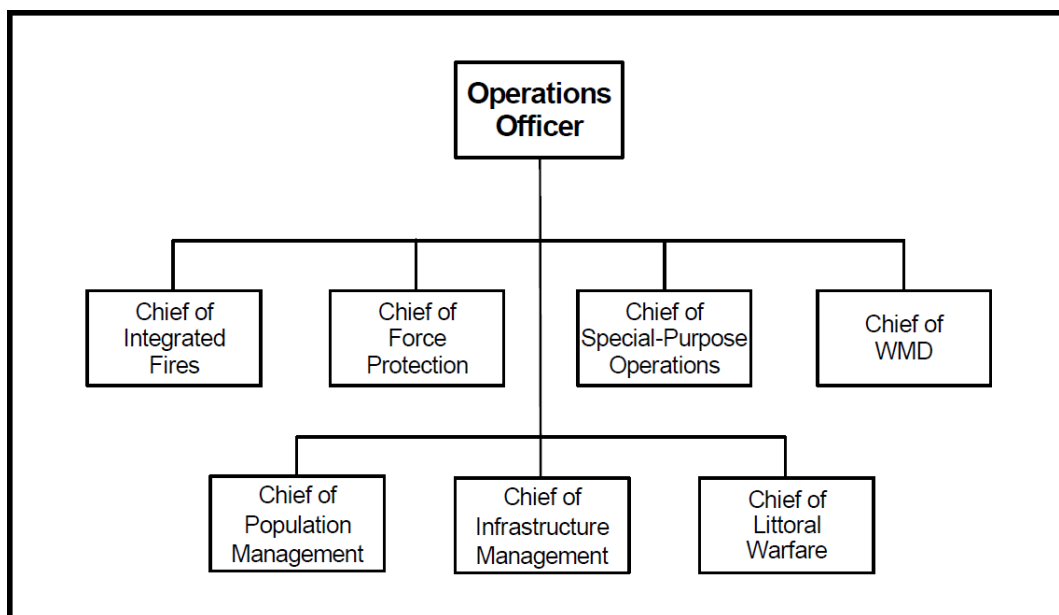 Operations
Officer
Chief of
Integrated
Fires
Chief of
Force
Protection
Chief of
Special-Purpose
Operations
Chief of
WMD
Chief of
Population
Management
Chief of
Infrastructure
Management
Chief of
Littoral
Warfare